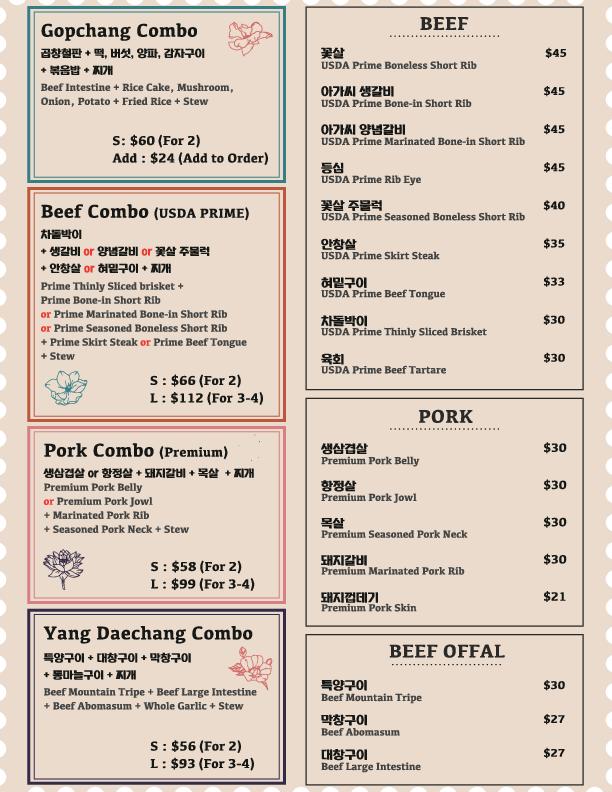 Gopchang Combo
곱창철판 + 떡, 버섯, 양파, 감자구이
+ 볶음밥 + 찌개
Beef Intestine + Rice Cake, Mushroom,
Onion, Potato + Fried Rice + Stew
S: $60 (For 2)
Add : $24 (Add to Order)
Beef Combo (USDA PRIME)
차돌박이
+ 생갈비 or 양념갈비 or 꽃살 주물럭
+ 안창살 or 혀밑구이 + 찌개
Prime Thinly Sliced brisket +
Prime Bone-in Short Rib
or Prime Marinated Bone-in Short Rib
or Prime Seasoned Boneless Short Rib
+ Prime Skirt Steak or Prime Beef Tongue
+ Stew
S : $66 (For 2)
L : $112 (For 3-4)
Pork Combo (Premium)
생삼겹살 or 항정살 + 돼지갈비 + 목살 + 찌개
Premium Pork Belly
or Premium Pork Jowl
+ Marinated Pork Rib
+ Seasoned Pork Neck + Stew
S : $58 (For 2)
L : $99 (For 3-4)
Yang Daechang Combo
특양구이 + 대창구이 + 막창구이
+ 통마늘구이 + 찌개
Beef Mountain Tripe + Beef Large Intestine
+ Beef Abomasum + Whole Garlic + Stew
S : $56 (For 2)
L : $93 (For 3-4)
BEEF
꽃살 $45
USDA Prime Boneless Short Rib
아가씨 생갈비 $45
USDA Prime Bone-in Short Rib
아가씨 양념갈비 $45
USDA Prime Marinated Bone-in Short Rib
등심 $45
USDA Prime Rib Eye
꽃살 주물럭 $40
USDA Prime Seasoned Boneless Short Rib
안창살 $35
USDA Prime Skirt Steak
혀밑구이 $33
USDA Prime Beef Tongue
차돌박이 $30
USDA Prime Thinly Sliced Brisket
육회 $30
USDA Prime Beef Tartare
PORK
생삼겹살 $30
Premium Pork Belly
항정살 $30
Premium Pork Jowl
목살 $30
Premium Seasoned Pork Neck
돼지갈비 $30
Premium Marinated Pork Rib
돼지껍데기 $21
Premium Pork Skin
BEEF OFFAL
특양구이 $30
Beef Mountain Tripe
막창구이 $27
Beef Abomasum
대창구이 $27
Beef Large Intestine